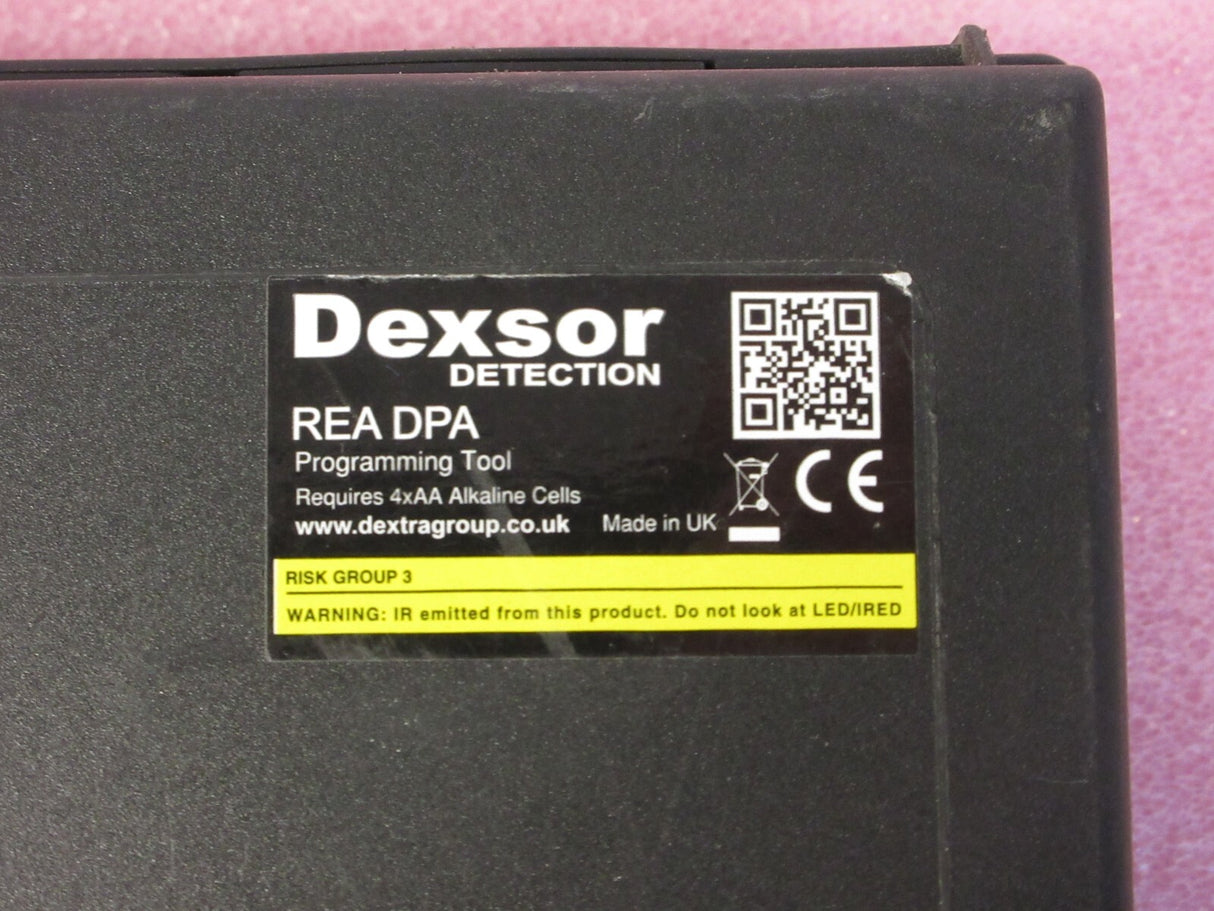 Dexsor
DETECTION
REA DPA
Programming Tool
Requires 4xAA Alkaline Cells
www.dextragroup.co.uk Made in UK
CE
RISK GROUP 3
WARNING: IR emitted from this product. Do not look at LED/IRED